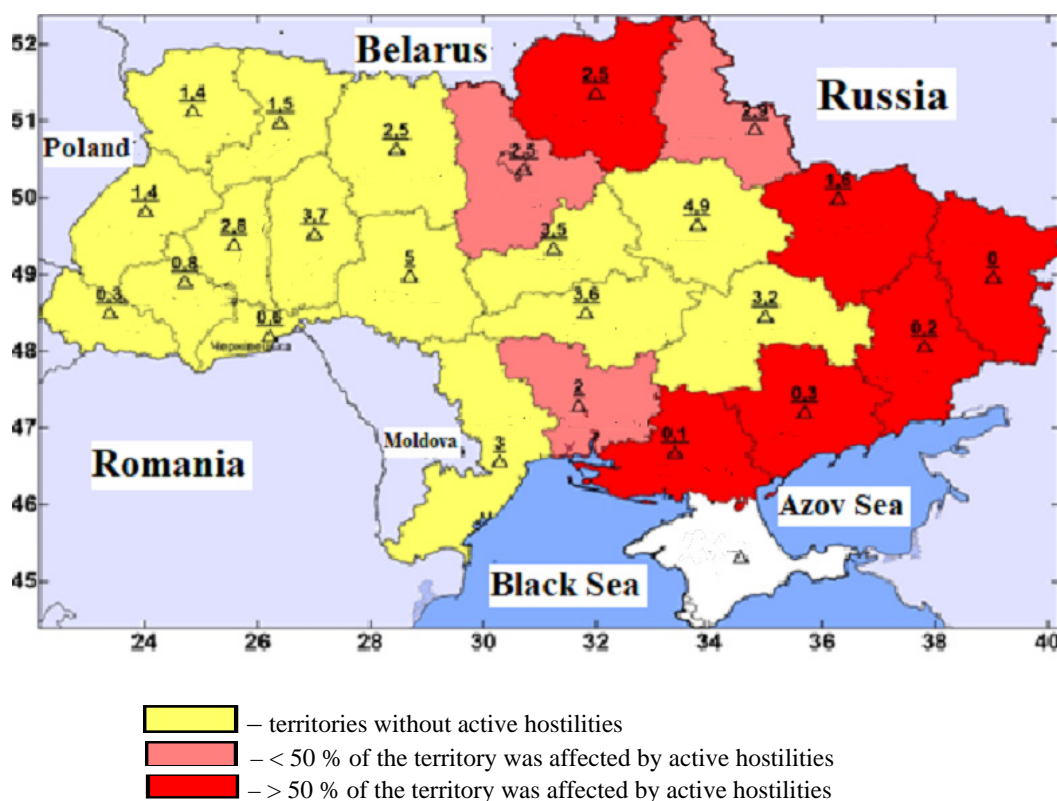 Belarus
52
2,5
Russia
1,4
1,5
51
2,5
2,9
Poland
2,5
50
1,4
1,6
4,9
2,8
3,7
3,5
49
0,8
5
0
0,3
3,6
3,2
0,6
0,2
48
2
0,3
47
Moldova
3
0,1
Romania
46
Azov Sea
Black Sea
45
24 26 28 30 32 34 36 38 40
– territories without active hostilities
– < 50 % of the territory was affected by active hostilities
– > 50 % of the territory was affected by active hostilities